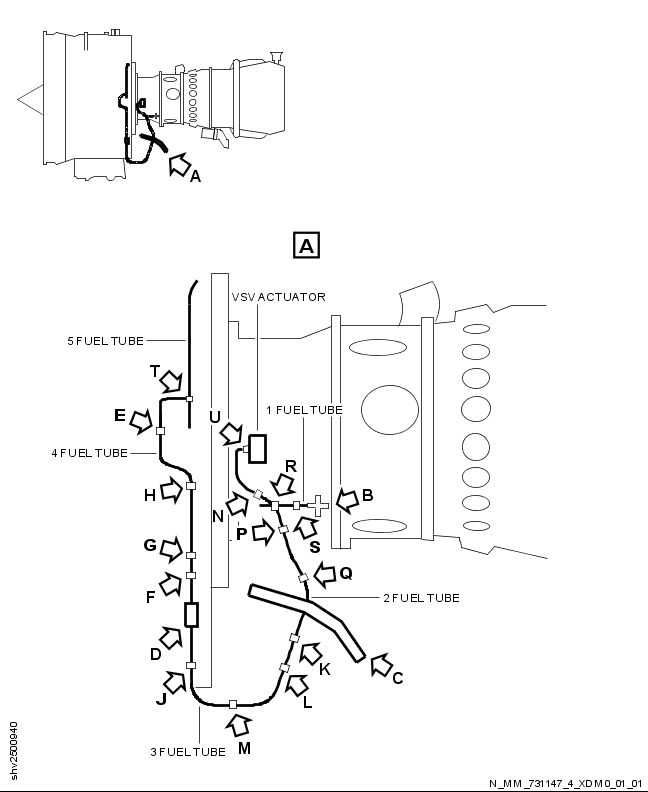 A
A
VSV ACTUATOR
5 FUEL TUBE
T
1 FUEL TUBE
E
U
4 FUEL TUBE
R
H
B
N
P
S
G
Q
F
2 FUEL TUBE
D
K
C
J
L
M
3 FUEL TUBE
shv2500940
N_MM_731147_4_XDM0_01_01